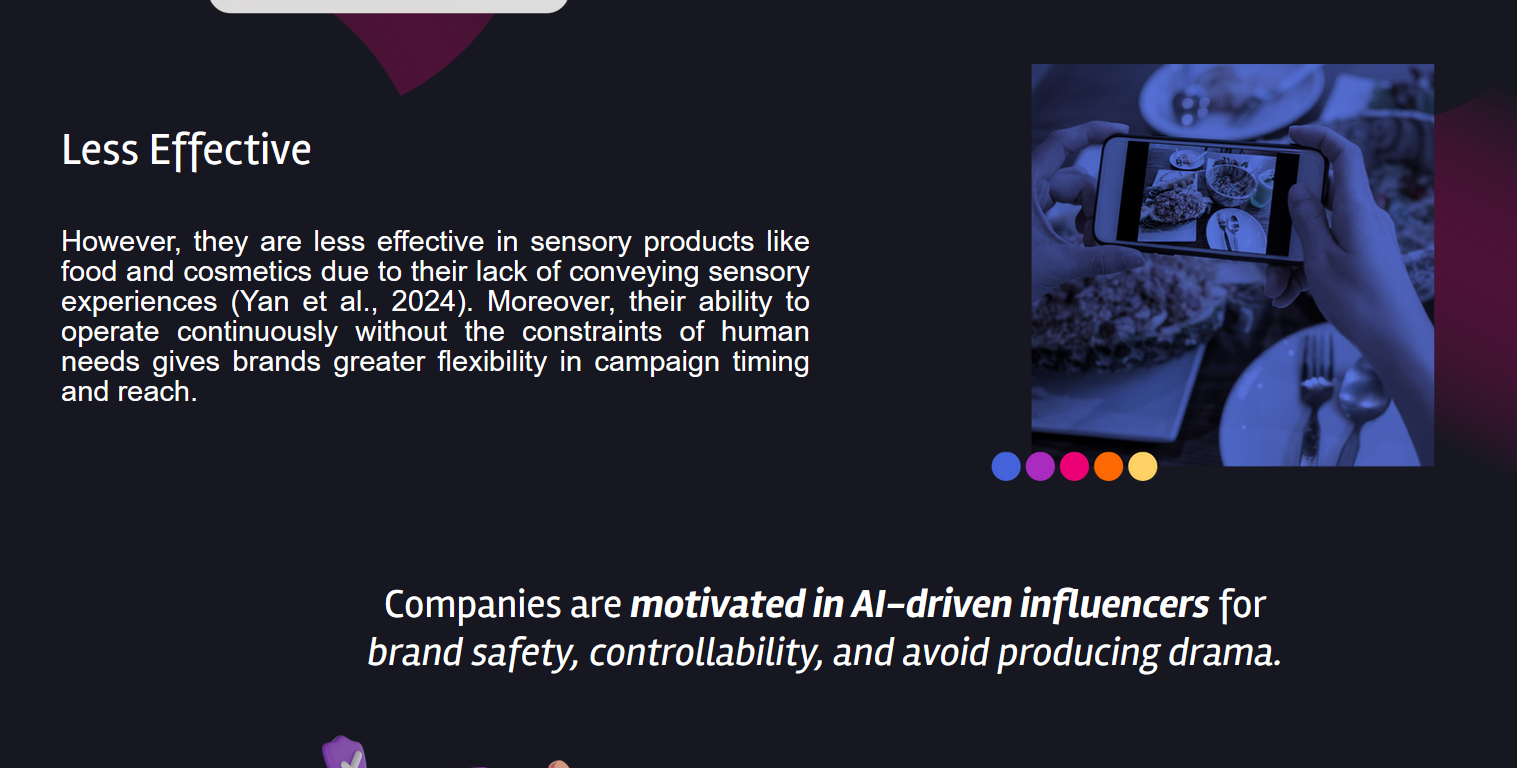 Less Effective
However, they are less effective in sensory products like
food and cosmetics due to their lack of conveying sensory
experiences (Yan et al., 2024). Moreover, their ability to
operate continuously without the constraints of human
needs gives brands greater flexibility in campaign timing
and reach.
Companies are motivated in AI–driven influencers for
brand safety, controllability, and avoid producing drama.